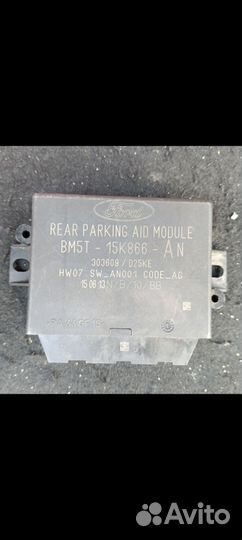 Ford
REAR PARKING AID MODULE
BM5T - 15K866 - AN
303609 / D25KE
HW07 SW_AN001 CODE_AG
15 08 13 N/B/10/BB
Avito